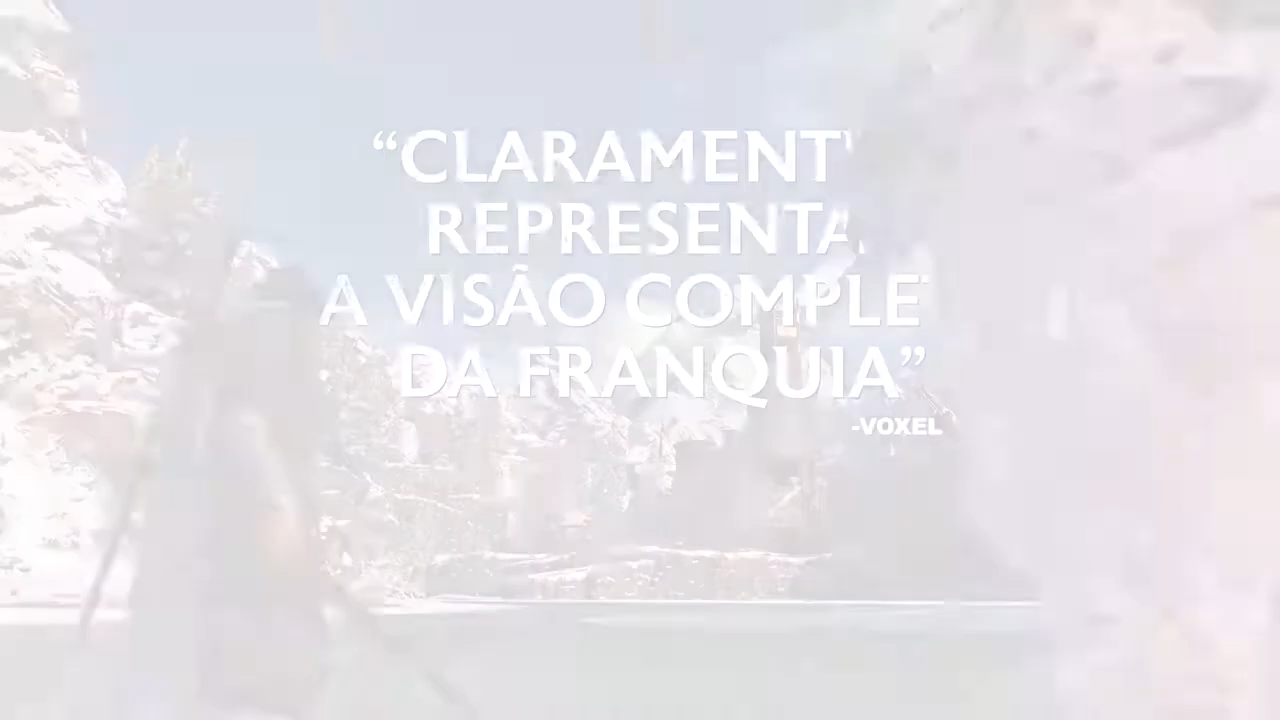 “CLARAMENT
REPRESENTA
A VISÃO COMPLET
DA FRANQUIA”
-VOXEL